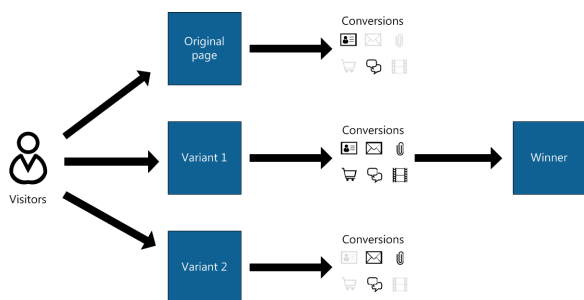 Conversions
Original
page
Conversions
Visitors
Variant 1
Winner
Conversions
Variant 2